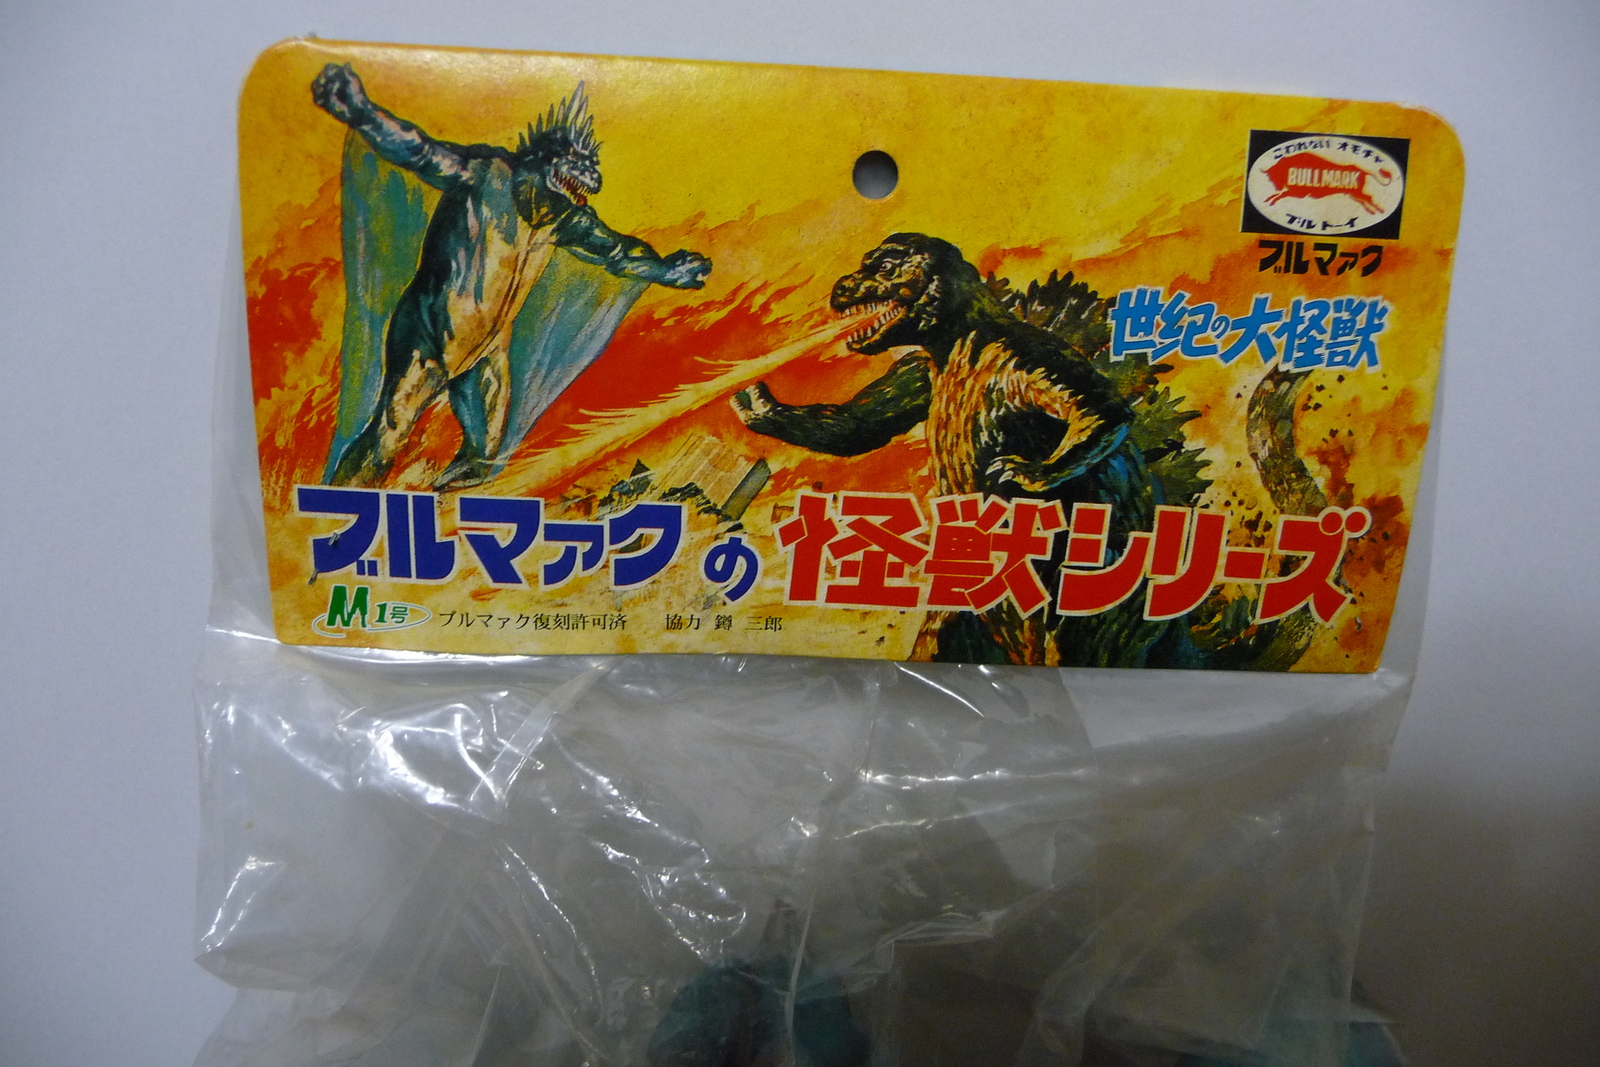 こわれない オモチャ
BULLMARK
ブルトーイ
ブルマァク
世紀の大怪獣
ブルマァクの怪獣シリーズ
M1号 ブルマァク復刻許可済 協力 鐏 三郎